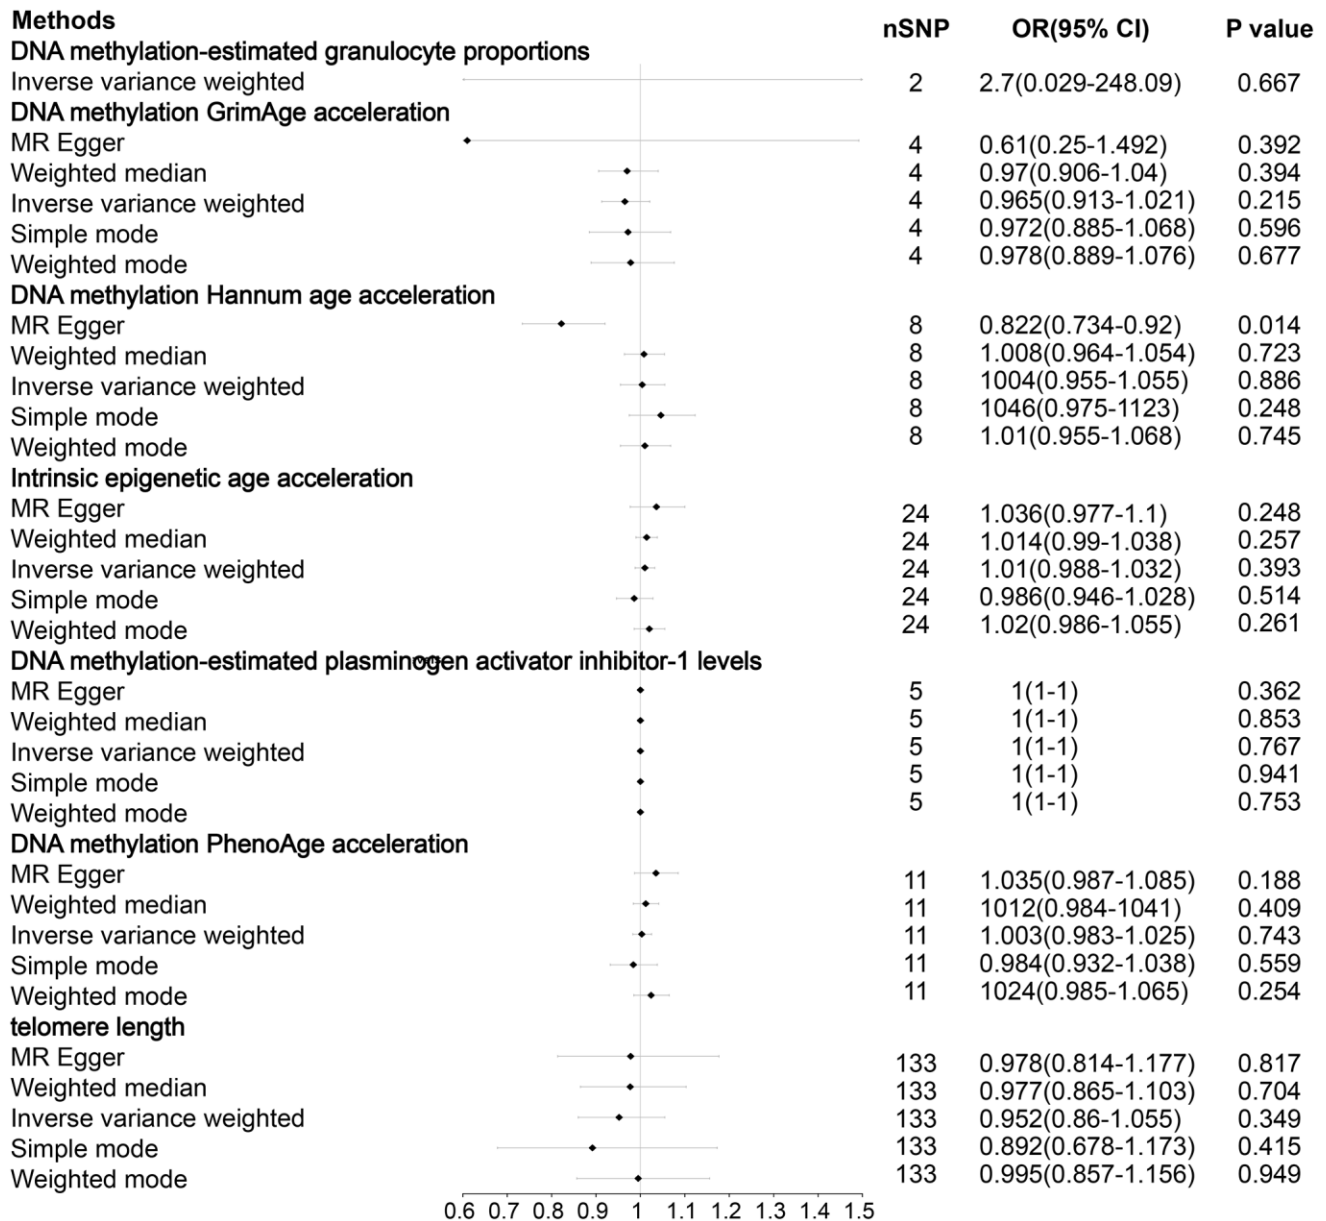 Methods nSNP OR(95% CI) P value
DNA methylation-estimated granulocyte proportions
Inverse variance weighted 2 2.7(0.029-248.09) 0.667
DNA methylation GrimAge acceleration
MR Egger 4 0.61(0.25-1.492) 0.392
Weighted median 4 0.97(0.906-1.04) 0.394
Inverse variance weighted 4 0.965(0.913-1.021) 0.215
Simple mode 4 0.972(0.885-1.068) 0.596
Weighted mode 4 0.978(0.889-1.076) 0.677
DNA methylation Hannum age acceleration
MR Egger 8 0.822(0.734-0.92) 0.014
Weighted median 8 1.008(0.964-1.054) 0.723
Inverse variance weighted 8 1004(0.955-1.055) 0.886
Simple mode 8 1046(0.975-1123) 0.248
Weighted mode 8 1.01(0.955-1.068) 0.745
Intrinsic epigenetic age acceleration
MR Egger 24 1.036(0.977-1.1) 0.248
Weighted median 24 1.014(0.99-1.038) 0.257
Inverse variance weighted 24 1.01(0.988-1.032) 0.393
Simple mode 24 0.986(0.946-1.028) 0.514
Weighted mode 24 1.02(0.986-1.055) 0.261
DNA methylation-estimated plasminogen activator inhibitor-1 levels
MR Egger 5 1(1-1) 0.362
Weighted median 5 1(1-1) 0.853
Inverse variance weighted 5 1(1-1) 0.767
Simple mode 5 1(1-1) 0.941
Weighted mode 5 1(1-1) 0.753
DNA methylation PhenoAge acceleration
MR Egger 11 1.035(0.987-1.085) 0.188
Weighted median 11 1012(0.984-1041) 0.409
Inverse variance weighted 11 1.003(0.983-1.025) 0.743
Simple mode 11 0.984(0.932-1.038) 0.559
Weighted mode 11 1024(0.985-1.065) 0.254
telomere length
MR Egger 133 0.978(0.814-1.177) 0.817
Weighted median 133 0.977(0.865-1.103) 0.704
Inverse variance weighted 133 0.952(0.86-1.055) 0.349
Simple mode 133 0.892(0.678-1.173) 0.415
Weighted mode 133 0.995(0.857-1.156) 0.949
0.6 0.7 0.8 0.9 1 1.1 1.2 1.3 1.4 1.5